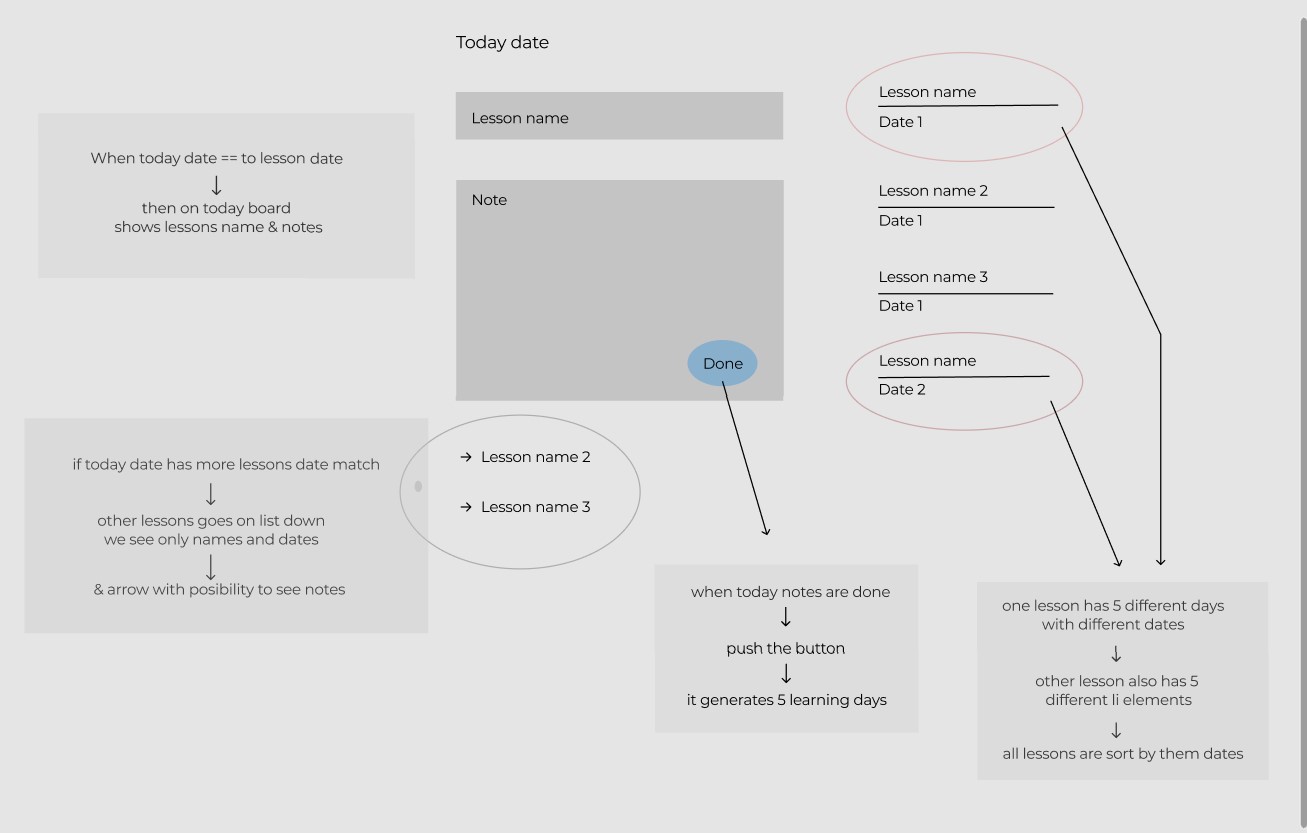 Today date
Lesson name
Note
Done
→ Lesson name 2
→ Lesson name 3
When today date == to lesson date
↓
then on today board
shows lessons name & notes
if today date has more lessons date match
↓
other lessons goes on list down
we see only names and dates
↓
& arrow with posibility to see notes
when today notes are done
↓
push the button
↓
it generates 5 learning days
Lesson name
Date 1
Lesson name 2
Date 1
Lesson name 3
Date 1
Lesson name
Date 2
one lesson has 5 different days
with different dates
↓
other lesson also has 5
different li elements
↓
all lessons are sort by them dates